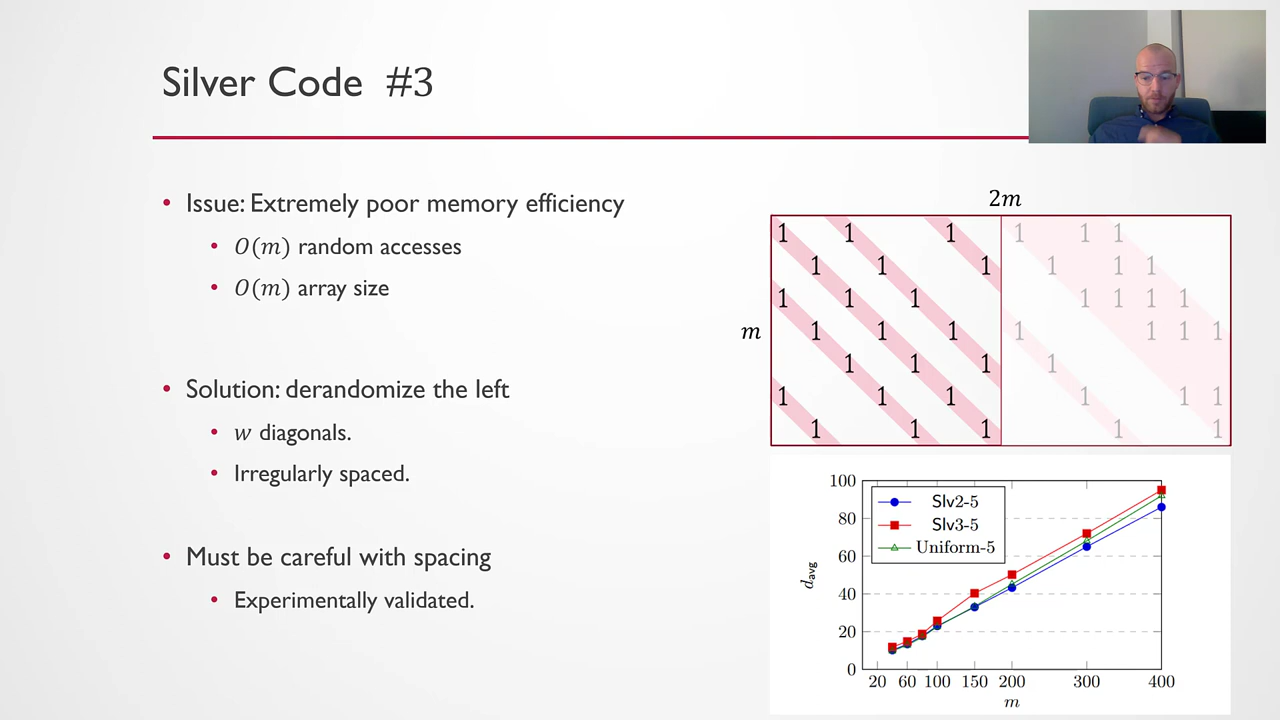 Silver Code #3
• Issue: Extremely poor memory efficiency
• O(m) random accesses
• O(m) array size
• Solution: derandomize the left
• w diagonals.
• Irregularly spaced.
• Must be careful with spacing
• Experimentally validated.
2m
1 1 1 1 1 1
1 1 1 1 1 1
1 1 1 1 1 1 1
m 1 1 1 1 1 1 1
1 1 1 1
1 1 1 1 1 1
1 1 1 1 1
100
80
60
40
20
0
d_avg
Slv2-5
Slv3-5
Uniform-5
20 60 100 150 200 300 400
m